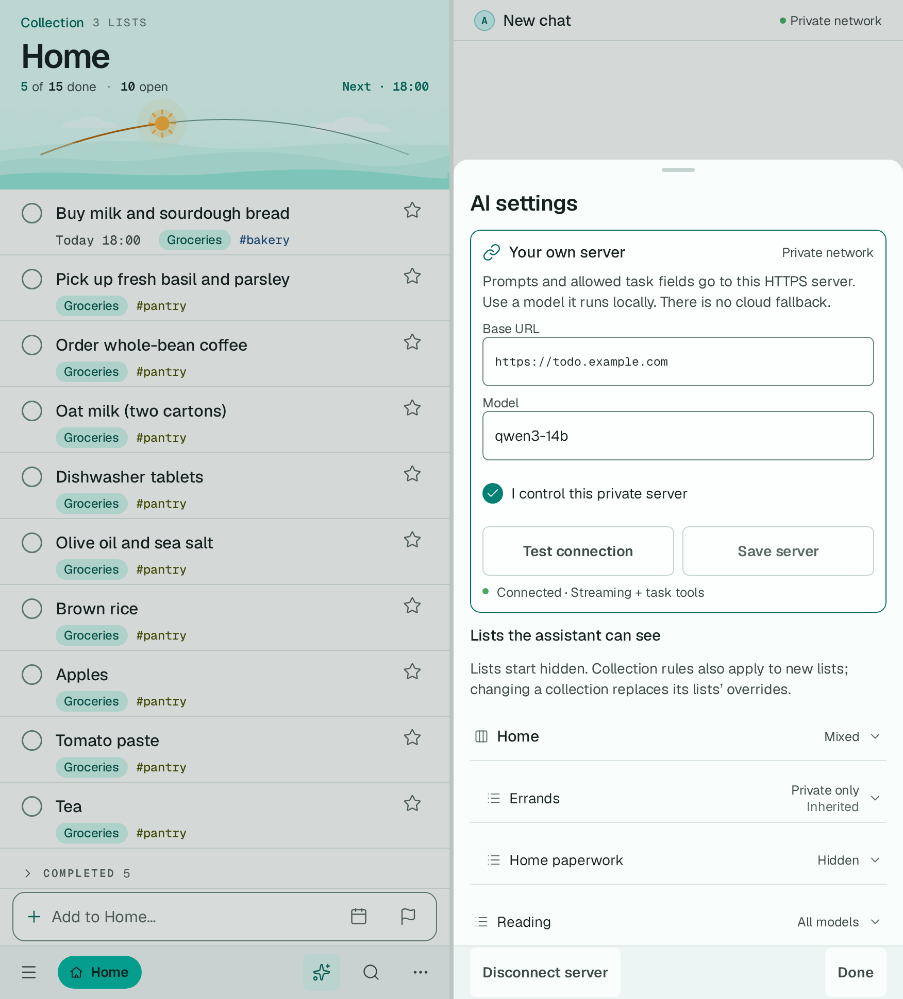 Collection 3 LISTS
Home
5 of 15 done · 10 open
Next · 18:00
Buy milk and sourdough bread
Today 18:00 Groceries #bakery
Pick up fresh basil and parsley
Groceries #pantry
Order whole-bean coffee
Groceries #pantry
Oat milk (two cartons)
Groceries #pantry
Dishwasher tablets
Groceries #pantry
Olive oil and sea salt
Groceries #pantry
Brown rice
Groceries #pantry
Apples
Groceries #pantry
Tomato paste
Groceries #pantry
Tea
Groceries #pantry
COMPLETED 5
Add to Home...
Home
A New chat
Private network
AI settings
Your own server
Private network
Prompts and allowed task fields go to this HTTPS server.
Use a model it runs locally. There is no cloud fallback.
Base URL
https://todo.example.com
Model
qwen3-14b
I control this private server
Test connection
Save server
Connected · Streaming + task tools
Lists the assistant can see
Lists start hidden. Collection rules also apply to new lists;
changing a collection replaces its lists’ overrides.
Home
Mixed
Errands
Private only
Inherited
Home paperwork
Hidden
Reading
All models
Disconnect server
Done